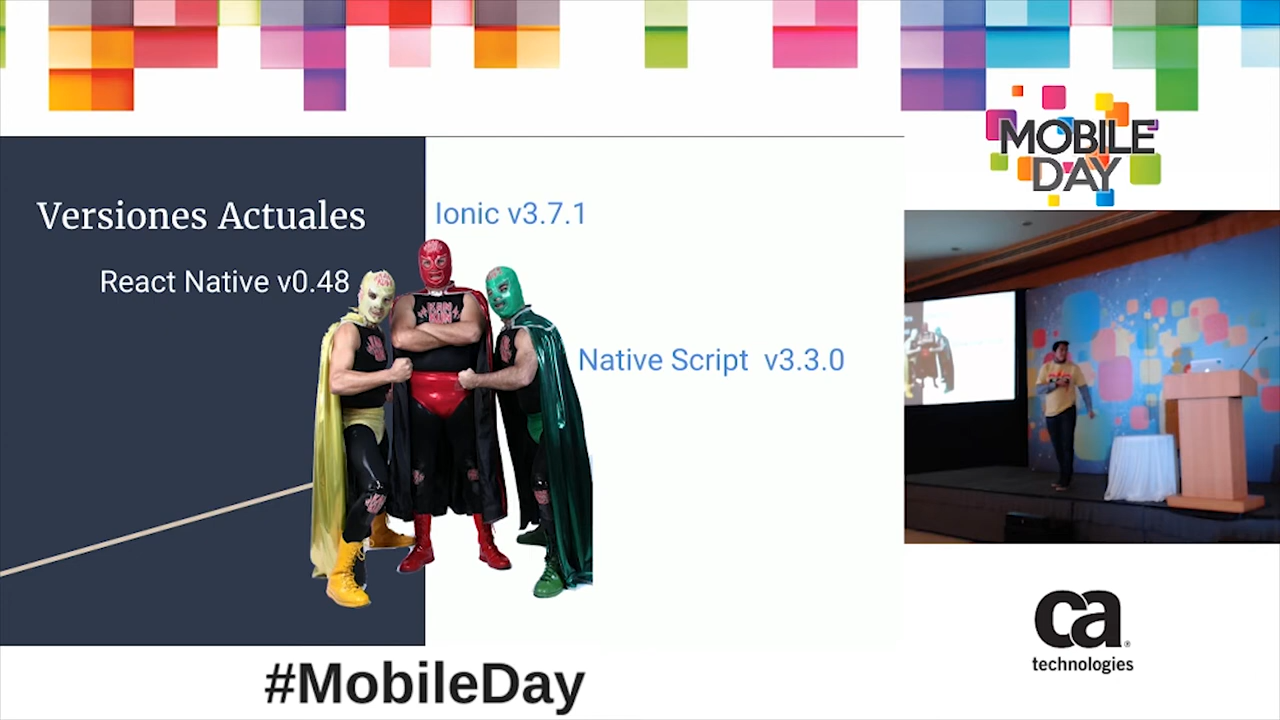 MOBILE
DAY
Versiones Actuales
Ionic v3.7.1
React Native v0.48
Native Script v3.3.0
ca
technologies
#MobileDay